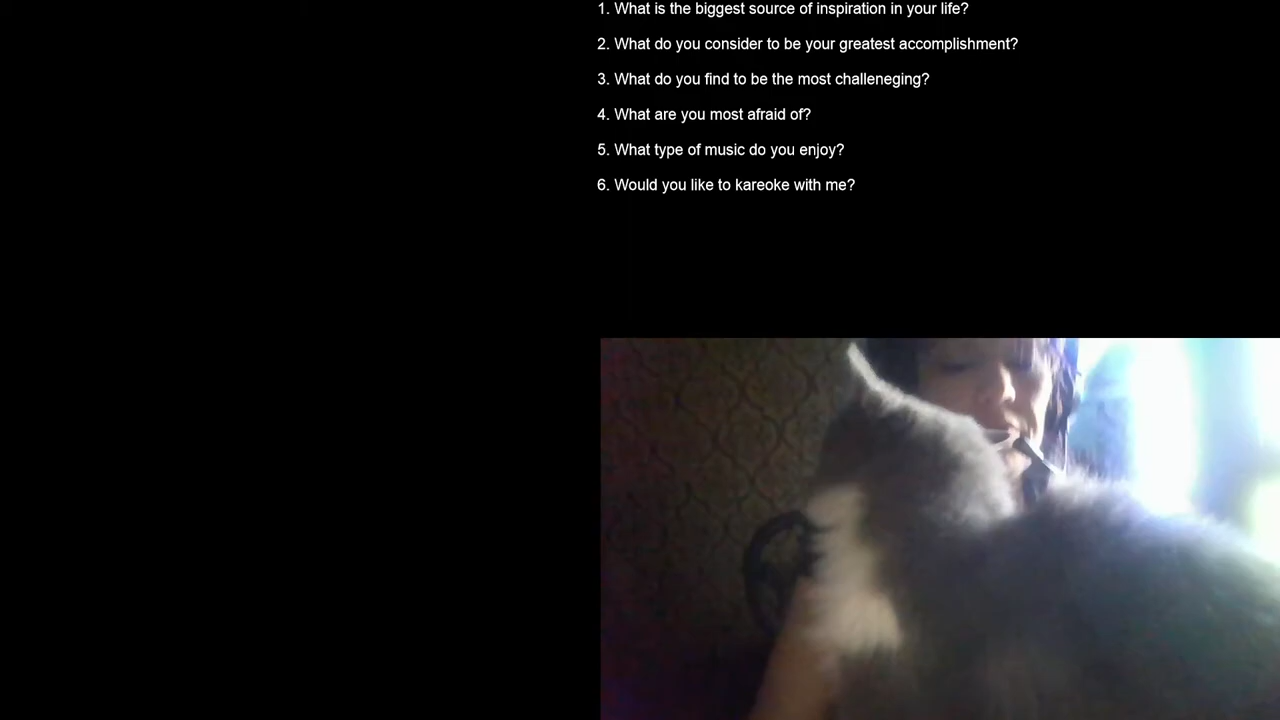 1. What is the biggest source of inspiration in your life?
2. What do you consider to be your greatest accomplishment?
3. What do you find to be the most challeneging?
4. What are you most afraid of?
5. What type of music do you enjoy?
6. Would you like to kareoke with me?